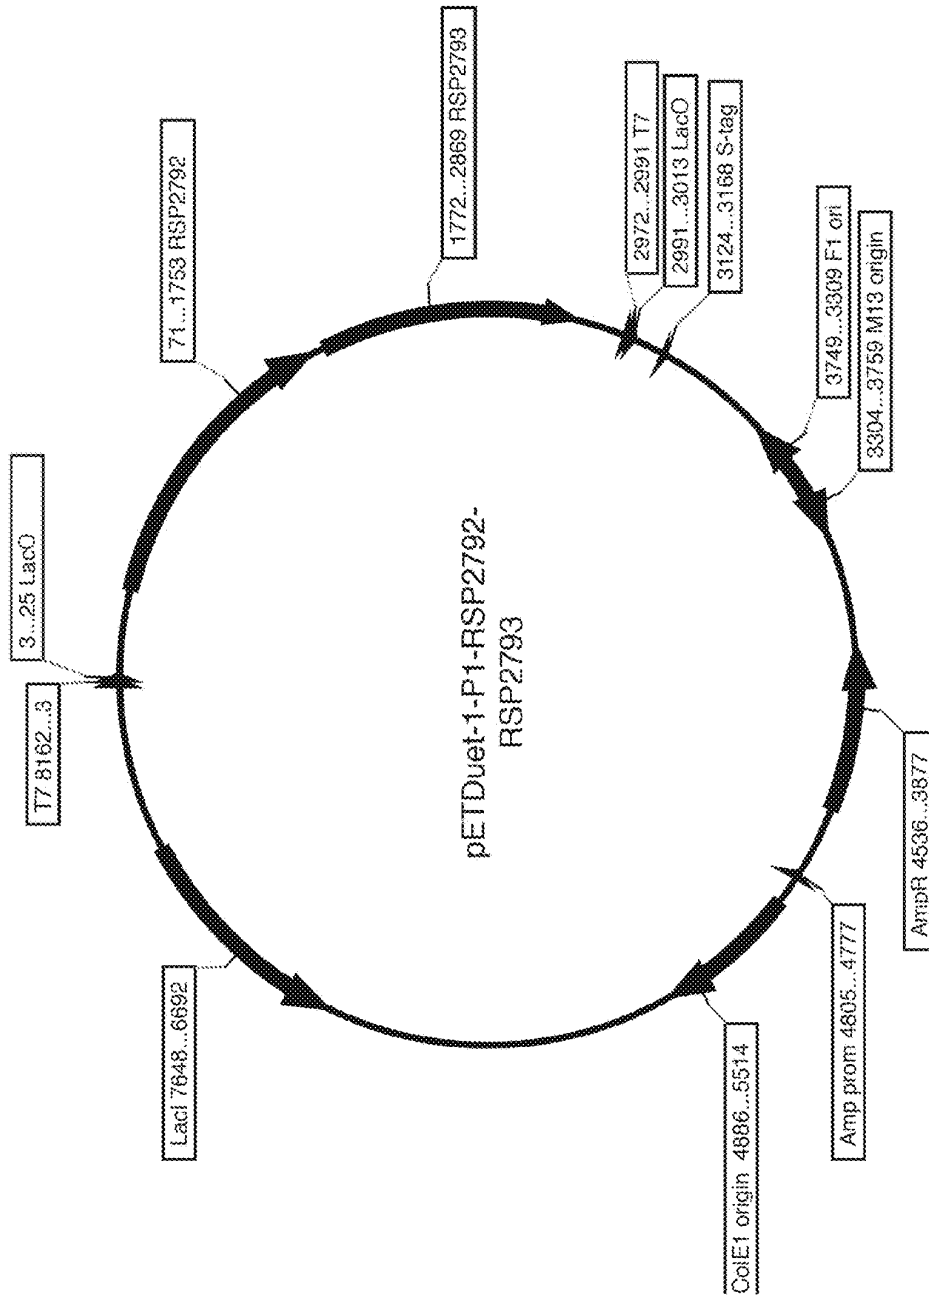 T7 8162...3
3...25 LacO
71...1753 RSP2792
1772...2869 RSP2793
2972...2991 T7
2991...3013 LacO
3124...3168 S-tag
3749...3309 F1 ori
3304...3759 M13 origin
AmpR 4536...3877
Amp prom 4805...4777
ColE1 origin 4886...5514
LacI 7648...6692
pETDuet-1-P1-RSP2792-
RSP2793